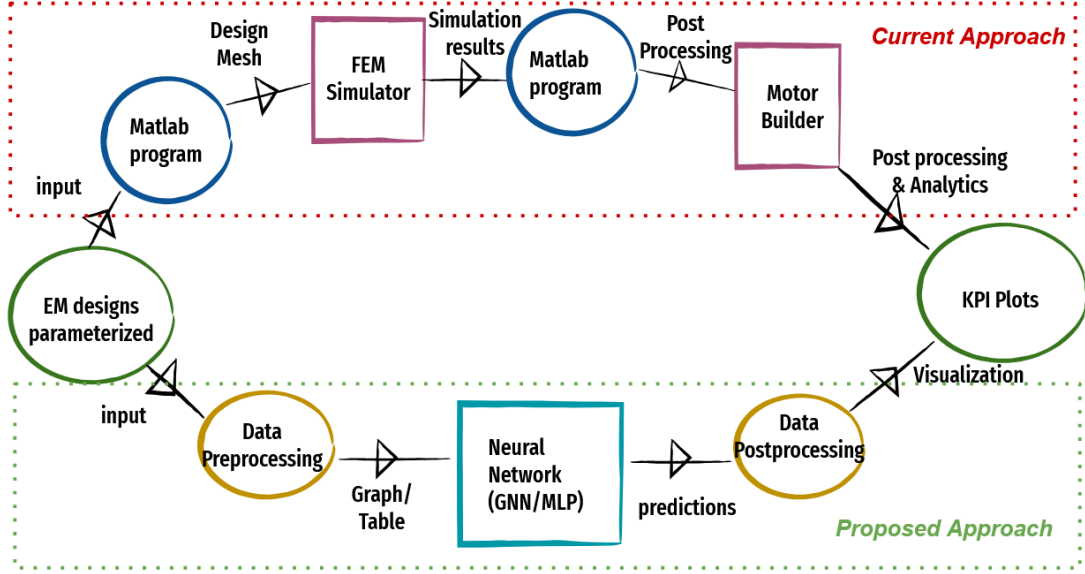 Current Approach
Design
Mesh
Simulation
results
Post
Processing
FEM
Simulator
Matlab
program
Motor
Builder
Matlab
program
input
Post processing
& Analytics
EM designs
parameterized
KPI Plots
input
Visualization
Data
Preprocessing
Graph/
Table
Neural
Network
(GNN/MLP)
predictions
Data
Postprocessing
Proposed Approach